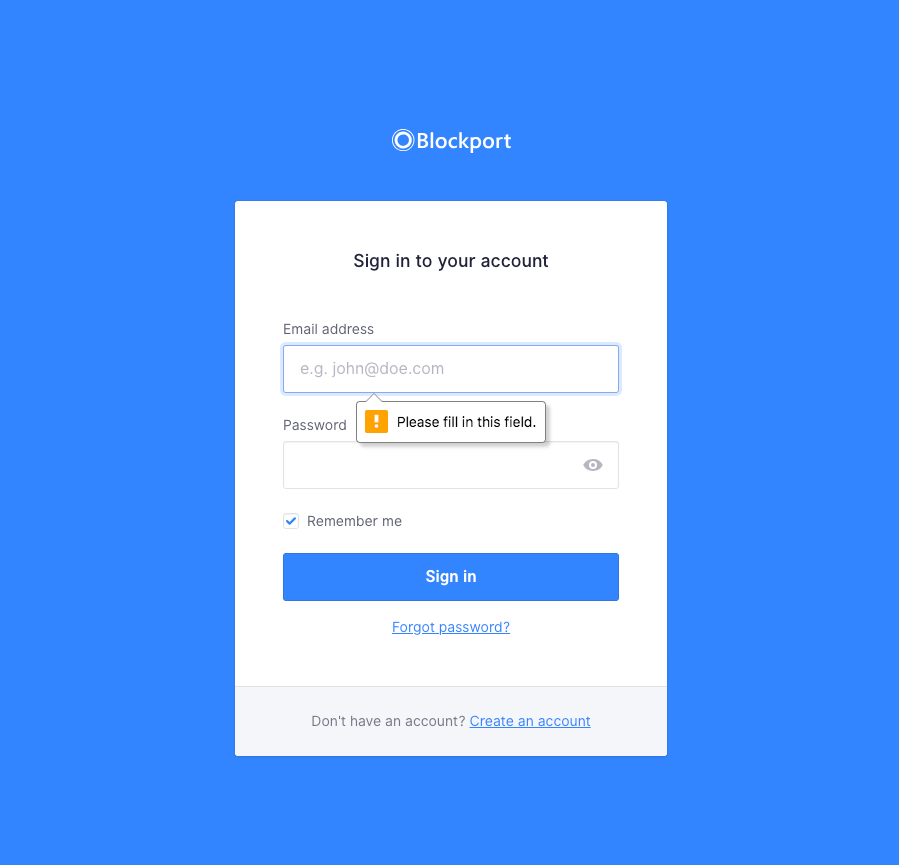 Blockport
Sign in to your account
Email address
e.g. john@doe.com
Please fill in this field.
Password
Remember me
Sign in
Forgot password?
Don't have an account? Create an account